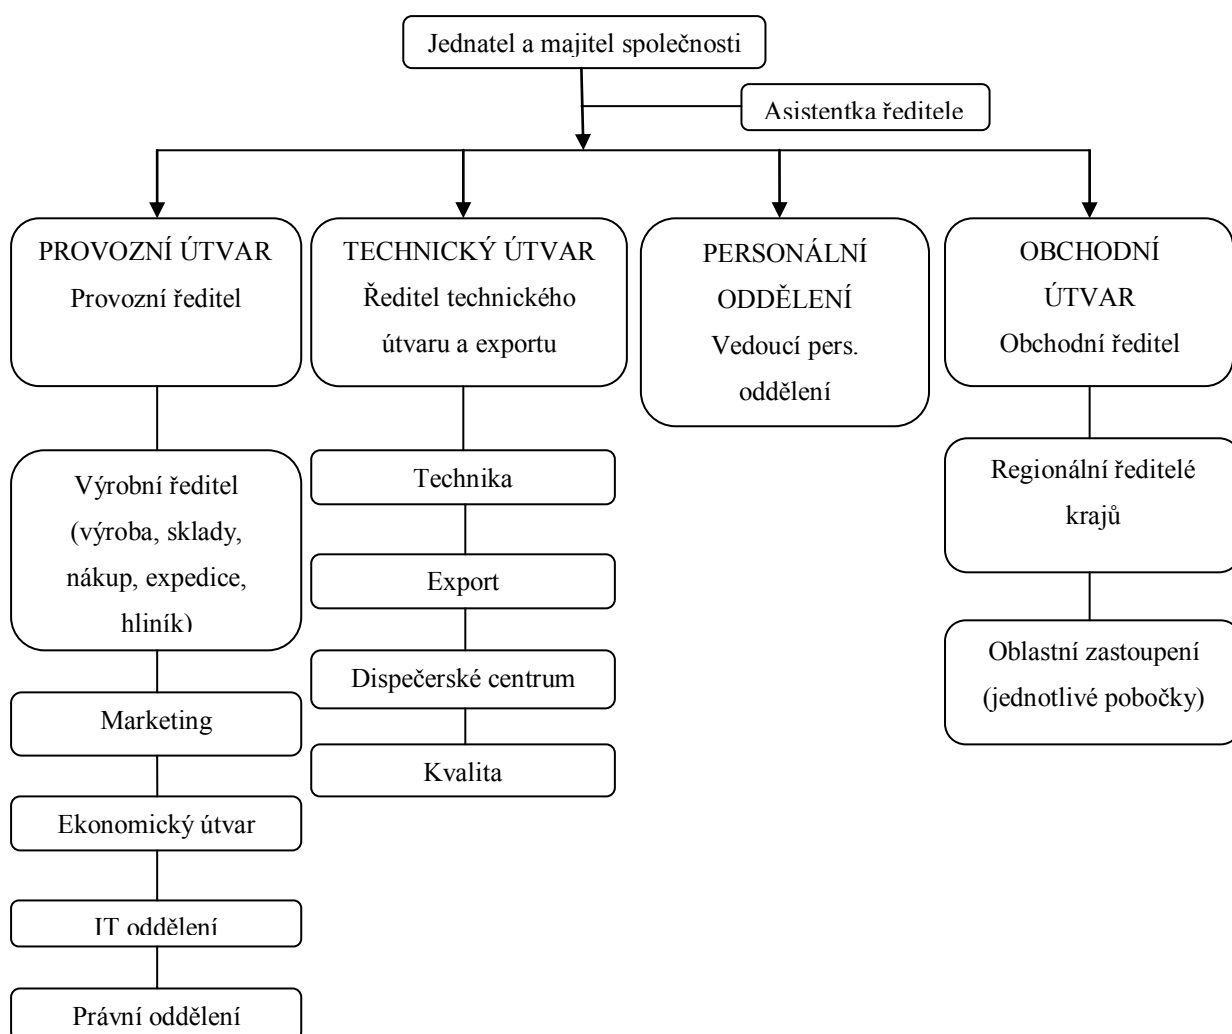 Jednatel a majitel společnosti
Asistentka ředitele
PROVOZNÍ ÚTVAR
Provozní ředitel
TECHNICKÝ ÚTVAR
Ředitel technického
útvaru a exportu
PERSONÁLNÍ
ODDĚLENÍ
Vedoucí pers.
oddělení
OBCHODNÍ
ÚTVAR
Obchodní ředitel
Výrobní ředitel
(výroba, sklady,
nákup, expedice,
hliník)
Marketing
Ekonomický útvar
IT oddělení
Právní oddělení
Technika
Export
Dispečerské centrum
Kvalita
Regionální ředitelé
krajů
Oblastní zastoupení
(jednotlivé pobočky)